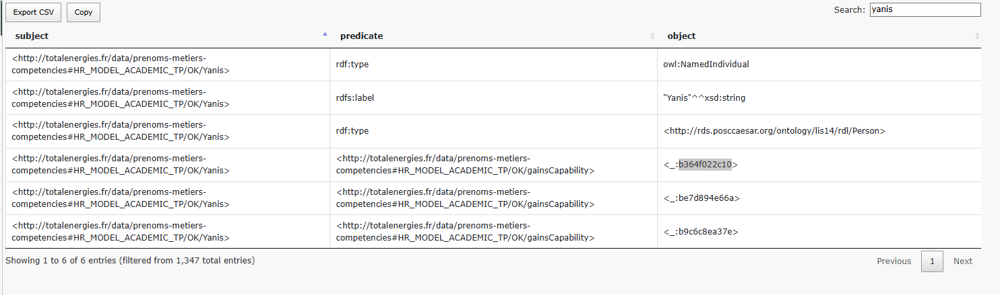 Export CSV Copy Search: yanis
subject predicate object
<http://totalenergies.fr/data/prenoms-metiers-
competencies#HR_MODEL_ACADEMIC_TP/OK/Yanis>
rdf:type
owl:NamedIndividual
<http://totalenergies.fr/data/prenoms-metiers-
competencies#HR_MODEL_ACADEMIC_TP/OK/Yanis>
rdfs:label
"Yanis"^^xsd:string
<http://totalenergies.fr/data/prenoms-metiers-
competencies#HR_MODEL_ACADEMIC_TP/OK/Yanis>
rdf:type
<http://rds.posccaesar.org/ontology/lis14/rdl/Person>
<http://totalenergies.fr/data/prenoms-metiers-
competencies#HR_MODEL_ACADEMIC_TP/OK/Yanis>
<http://totalenergies.fr/data/prenoms-metiers-
competencies#HR_MODEL_ACADEMIC_TP/OK/gainsCapability>
<_:b364f022c10>
<http://totalenergies.fr/data/prenoms-metiers-
competencies#HR_MODEL_ACADEMIC_TP/OK/Yanis>
<http://totalenergies.fr/data/prenoms-metiers-
competencies#HR_MODEL_ACADEMIC_TP/OK/gainsCapability>
<_:be7d894e66a>
<http://totalenergies.fr/data/prenoms-metiers-
competencies#HR_MODEL_ACADEMIC_TP/OK/Yanis>
<http://totalenergies.fr/data/prenoms-metiers-
competencies#HR_MODEL_ACADEMIC_TP/OK/gainsCapability>
<_:b9c6c8ea37e>
Showing 1 to 6 of 6 entries (filtered from 1,347 total entries)
Previous 1 Next